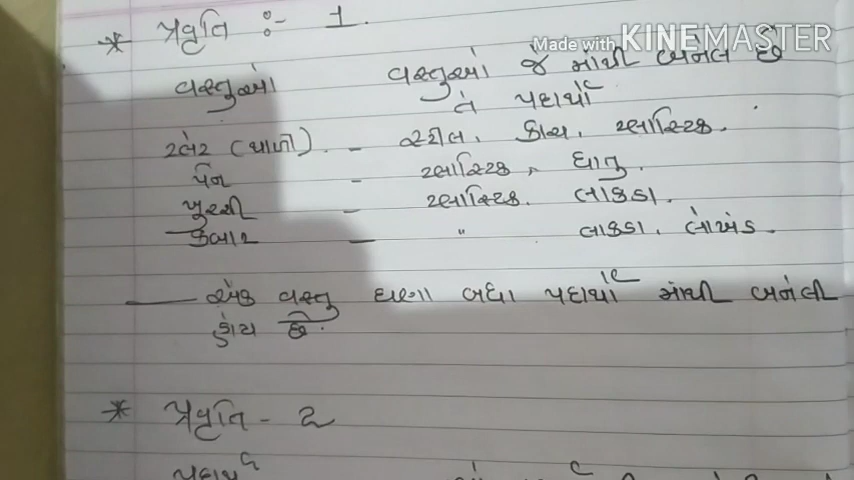 * પ્રવૃતિ :- 1.
Made with KINEMASTER
વસ્તુઓ વસ્તુઓ જે માથી બનેલ છે
તે પદાર્થો
પ્લેટ (થાળી) - સ્ટીલ, કાચ, પ્લાસ્ટિક.
પેન - પ્લાસ્ટિક, ધાતુ.
ખુરશી - પ્લાસ્ટિક. લાકડા.
કબાટ - " લાકડા, લોખંડ.
— એક વસ્તુ ઘણા બધા પદાર્થો માંથી બનેલી
હોય છે.
* પ્રવૃતિ - 2
પદાર્થ